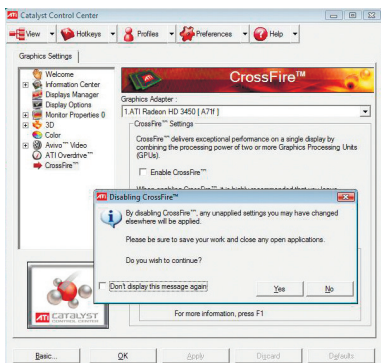 Catalyst Control Center
View Hotkeys Profiles Preferences Help
Graphics Settings
Welcome
Information Center
Displays Manager
Display Options
Monitor Properties 0
3D
Color
Avivo™ Video
ATI Overdrive™
CrossFire™
CrossFire™
Graphics Adapter :
1.ATI Radeon HD 3450 [ A71f ]
CrossFire™ Settings
CrossFire™ delivers exceptional performance on a single display by
combining the processing power of two or more Graphics Processing Units
(GPUs).
Enable CrossFire™
Disabling CrossFire™
By disabling CrossFire™, any unapplied settings you may have changed
elsewhere will be applied.
Please be sure to save your work and close any open applications.
Do you wish to continue?
Don't display this message again
Yes No
For more information, press F1
ATI CATALYST
CONTROL CENTER
Basic... OK Apply Discard Defaults